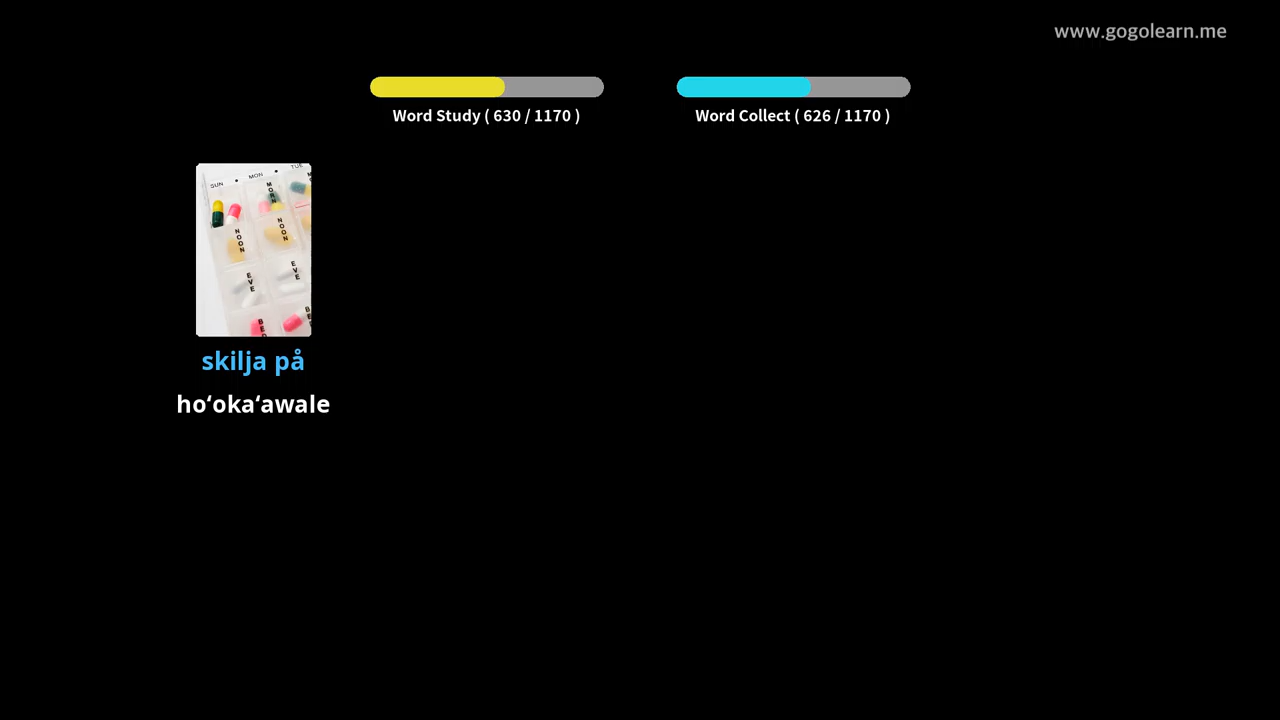 www.gogolearn.me
Word Study ( 630 / 1170 )
Word Collect ( 626 / 1170 )
SUN • MON • TUE
MORN
NOON
NOON
EVE
EVE
skilja på
hoʻokaʻawale